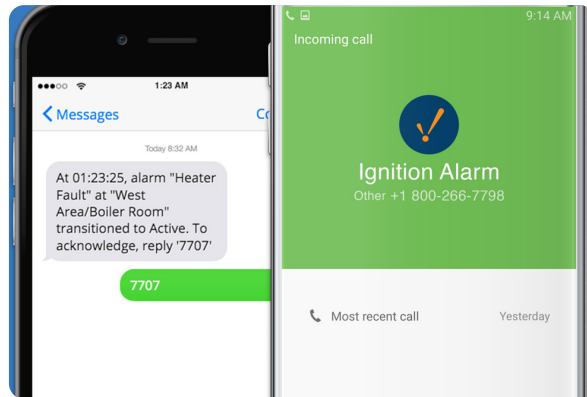 1:23 AM
Messages
Today 8:32 AM
At 01:23:25, alarm "Heater
Fault" at "West
Area/Boiler Room"
transitioned to Active. To
acknowledge, reply '7707'
7707
9:14 AM
Incoming call
Ignition Alarm
Other +1 800-266-7798
Most recent call
Yesterday